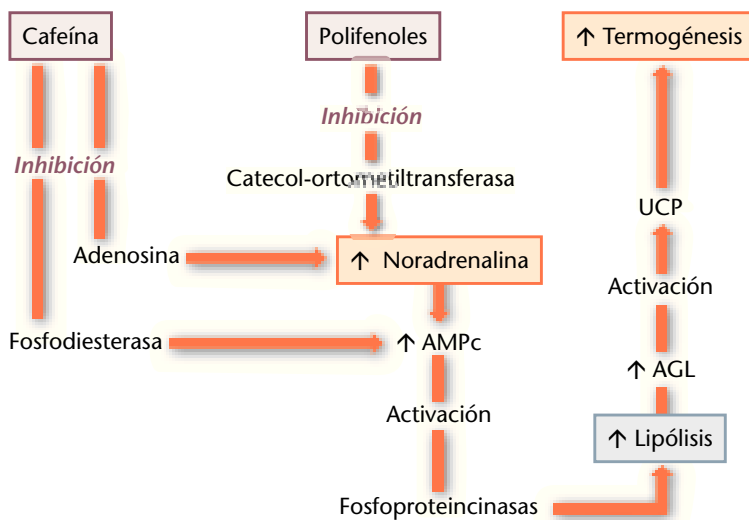 Cafeína
Polifenoles
↑ Termogénesis
Inhibición
Inhibición
Catecol-ortometiltransferasa
UCP
Adenosina
↑ Noradrenalina
Activación
Fosfodiesterasa
↑ AMPc
↑ AGL
Activación
↑ Lipólisis
Fosfoproteincinasas